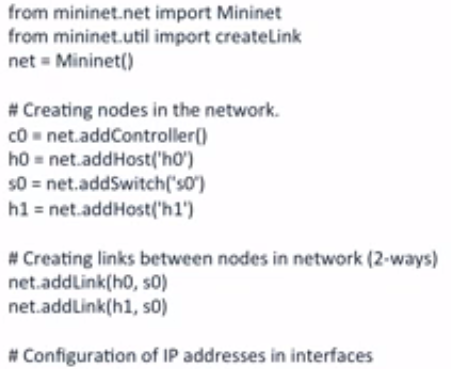 from mininet.net import Mininet
from mininet.util import createLink
net = Mininet()
# Creating nodes in the network.
c0 = net.addController()
h0 = net.addHost('h0')
s0 = net.addSwitch('s0')
h1 = net.addHost('h1')
# Creating links between nodes in network (2-ways)
net.addLink(h0, s0)
net.addLink(h1, s0)
# Configuration of IP addresses in interfaces